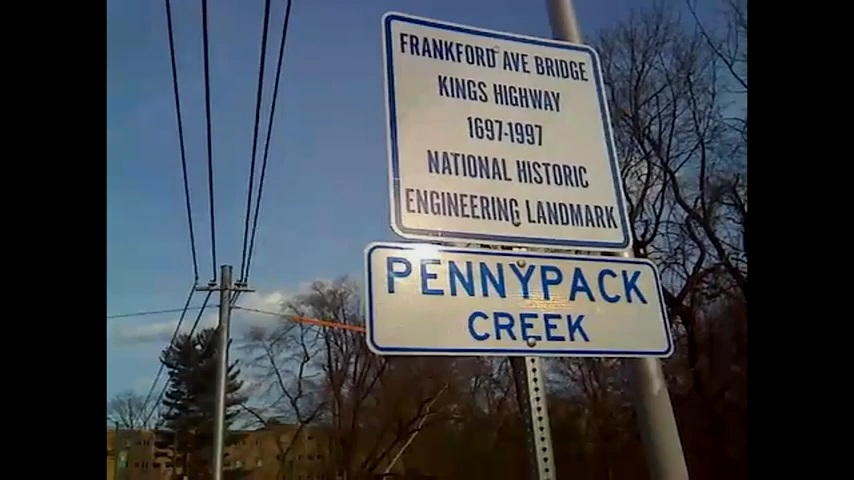 FRANKFORD AVE BRIDGE
KINGS HIGHWAY
1697-1997
NATIONAL HISTORIC
ENGINEERING LANDMARK
PENNYPACK
CREEK